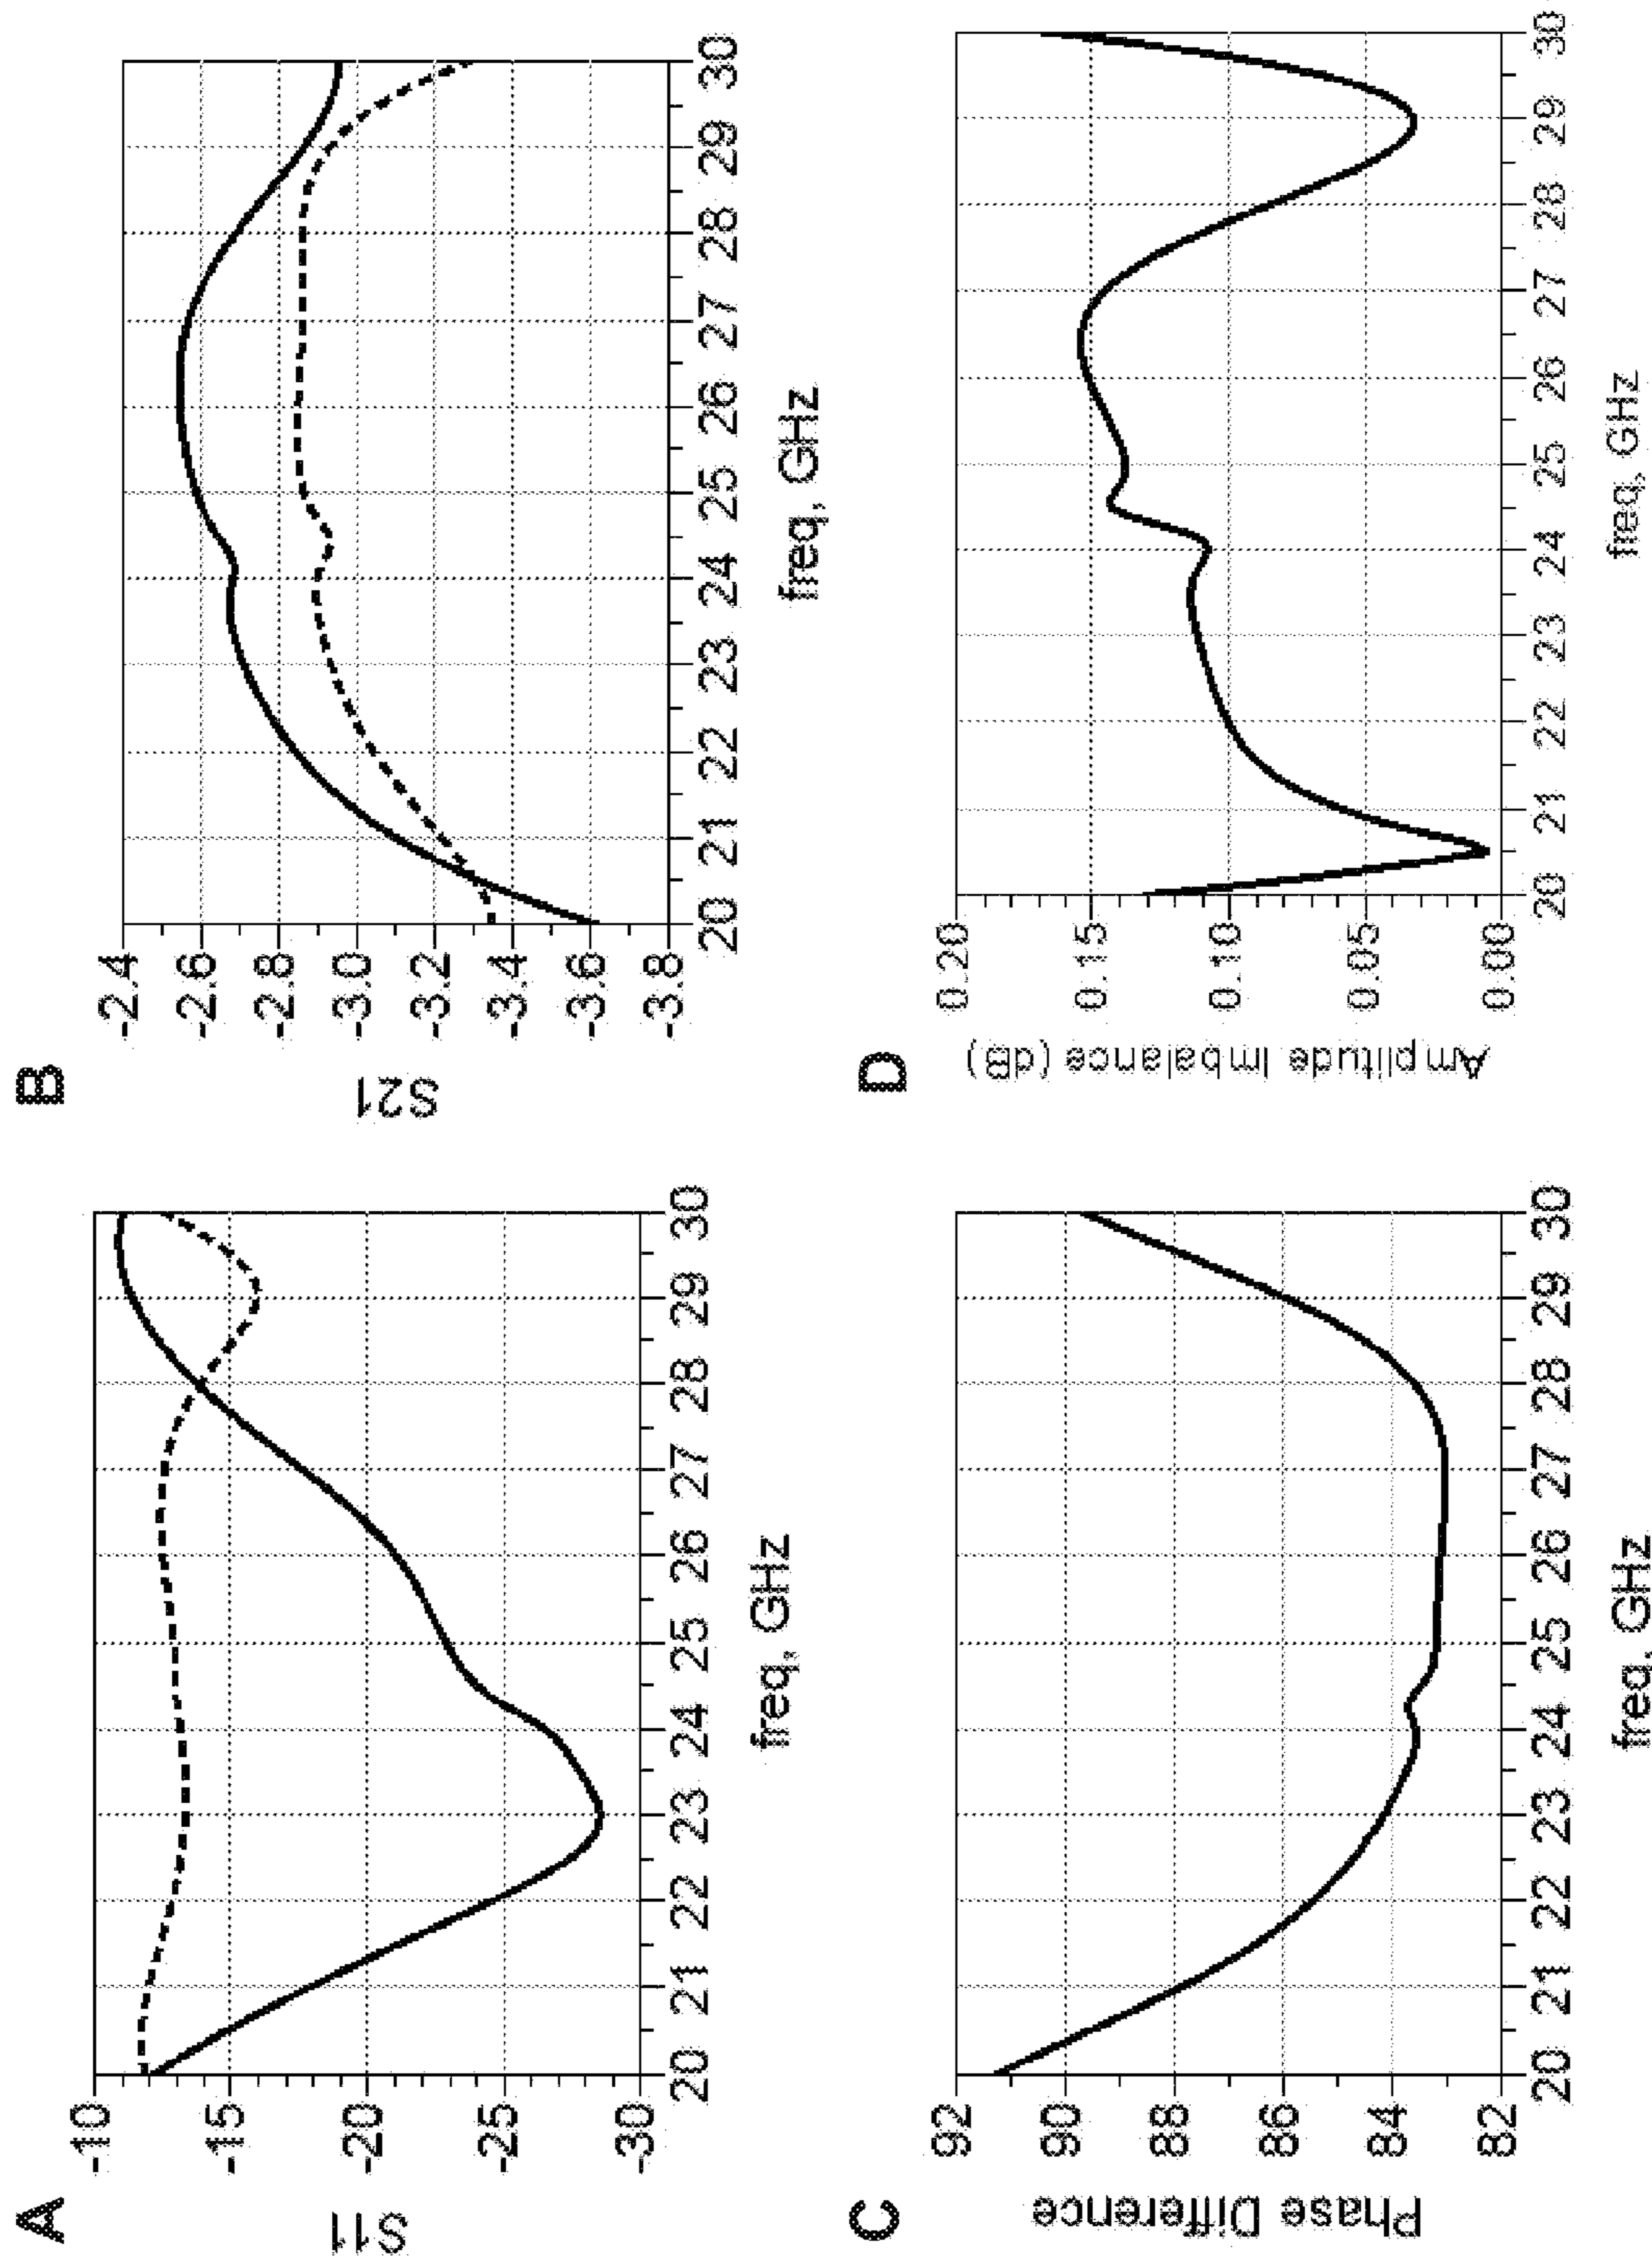 A
S11
-10
-15
-20
-25
-30
20 21 22 23 24 25 26 27 28 29 30
freq, GHz
B
S21
-2.4
-2.6
-2.8
-3.0
-3.2
-3.4
-3.6
-3.8
20 21 22 23 24 25 26 27 28 29 30
freq, GHz
C
Phase Difference
92
90
88
86
84
82
20 21 22 23 24 25 26 27 28 29 30
freq, GHz
D
Amplitude Imbalance (dB)
0.20
0.15
0.10
0.05
0.00
20 21 22 23 24 25 26 27 28 29 30
freq, GHz